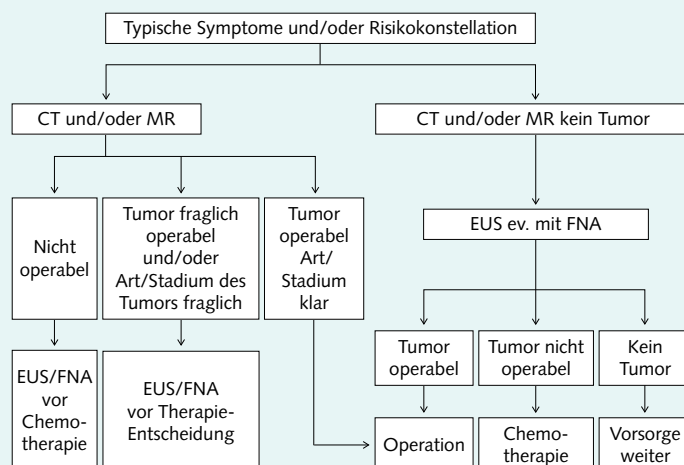 Typische Symptome und/oder Risikokonstellation
CT und/oder MR
CT und/oder MR kein Tumor
Nicht
operabel
Tumor fraglich
operabel
und/oder
Art/Stadium des
Tumors fraglich
Tumor
operabel
Art/
Stadium
klar
EUS ev. mit FNA
Tumor
operabel
Tumor nicht
operabel
Kein
Tumor
EUS/FNA
vor
Chemo-
therapie
EUS/FNA
vor Therapie-
Entscheidung
Operation
Chemo-
therapie
Vorsorge
weiter